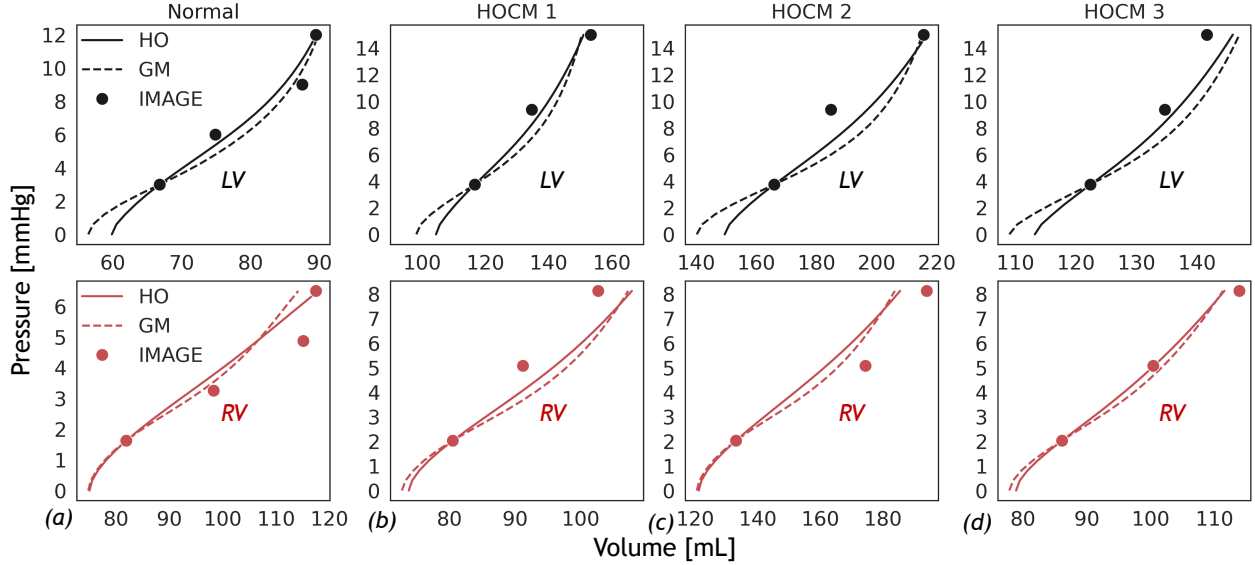 Normal
HOCM 1
HOCM 2
HOCM 3
12
10
8
6
4
2
0
HO
GM
IMAGE
LV
60 70 80 90
14
12
10
8
6
4
2
0
LV
100 120 140 160
14
12
10
8
6
4
2
0
LV
140 160 180 200 220
14
12
10
8
6
4
2
0
LV
110 120 130 140
Pressure [mmHg]
6
5
4
3
2
1
0
HO
GM
IMAGE
RV
(a)
80 90 100 110 120
8
7
6
5
4
3
2
1
0
RV
(b)
80 90 100
8
7
6
5
4
3
2
1
0
RV
(c)
120 140 160 180
8
7
6
5
4
3
2
1
0
RV
(d)
80 90 100 110
Volume [mL]